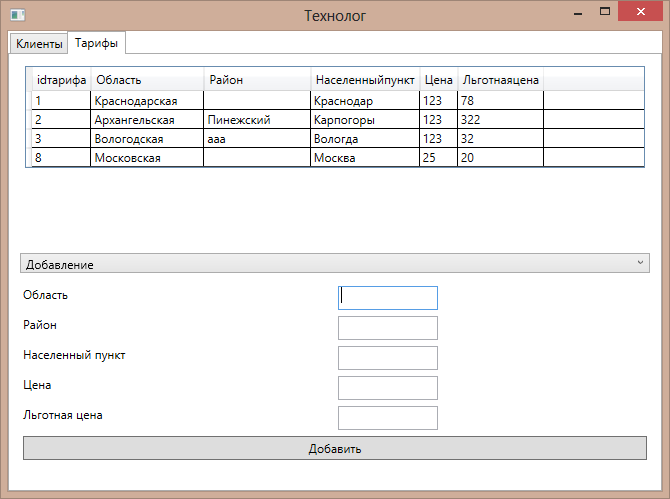 Технолог
Клиенты Тарифы
idтарифа Область Район Населенныйпункт Цена Льготнаяцена
1 Краснодарская Краснодар 123 78
2 Архангельская Пинежский Карпогоры 123 322
3 Вологодская ааа Вологда 123 32
8 Московская Москва 25 20
Добавление
Область
Район
Населенный пункт
Цена
Льготная цена
Добавить